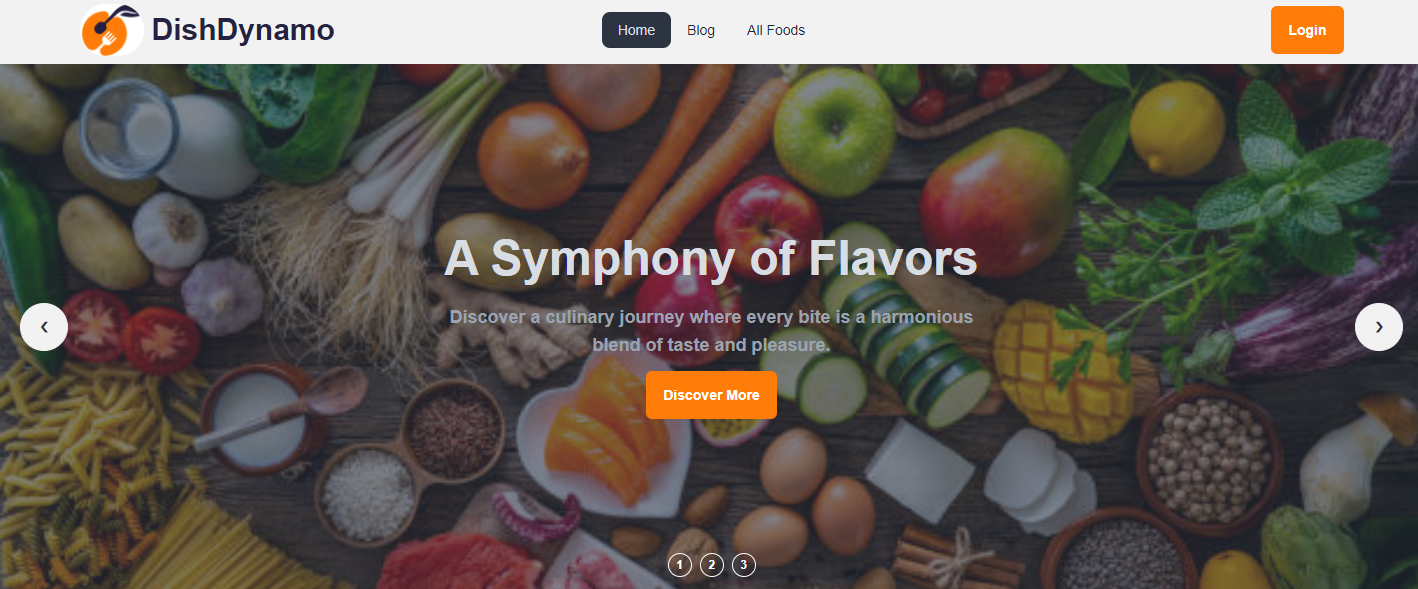 DishDynamo
Home Blog All Foods
Login
A Symphony of Flavors
Discover a culinary journey where every bite is a harmonious
blend of taste and pleasure.
‹ ›
Discover More
1 2 3